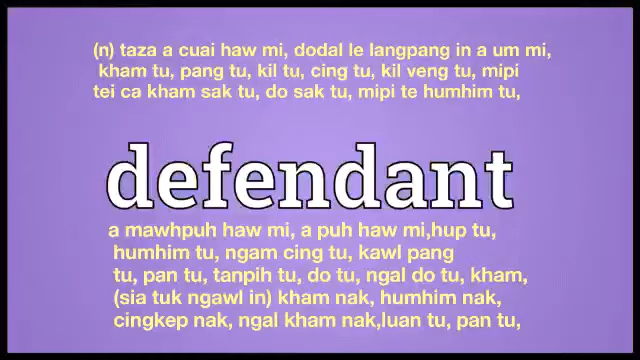 (n) taza a cuai haw mi, dodal le langpang in a um mi,
kham tu, pang tu, kil tu, cing tu, kil veng tu, mipi
tei ca kham sak tu, do sak tu, mipi te humhim tu,
defendant
a mawhpuh haw mi, a puh haw mi,hup tu,
humhim tu, ngam cing tu, kawl pang
tu, pan tu, tanpih tu, do tu, ngal do tu, kham,
(sia tuk ngawl in) kham nak, humhim nak,
cingkep nak, ngal kham nak,luan tu, pan tu,